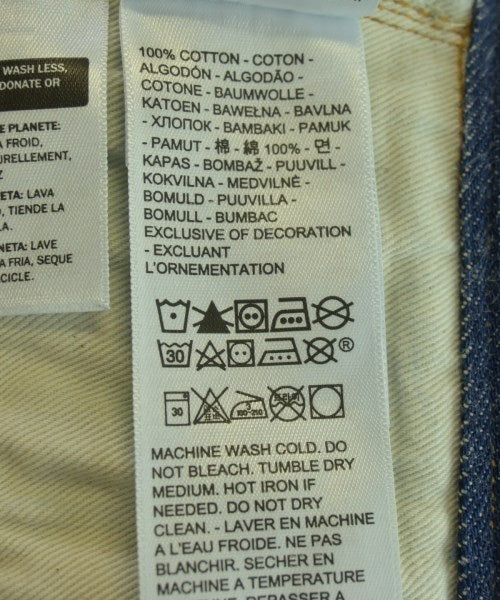 WASH LESS,
DONATE OR
E PLANETE:
A FROID,
URELLEMENT,
Z
ETA: LAVA
O, TIENDE LA
A.
NETA: LAVE
A FRIA, SEQUE
CICLE.
100% COTTON - COTON -
ALGODÓN - ALGODÃO -
COTONE - BAUMWOLLE -
KATOEN - BAWEŁNA - BAVLNA
- ХЛОПОК - BAMBAKI - PAMUK
- PAMUT - 棉 - 綿 100% - 면 -
KAPAS - BOMBAŽ - PUUVILL -
KOKVILNA - MEDVILNĖ -
BOMULD - PUUVILLA -
BOMULL - BUMBAC
EXCLUSIVE OF DECORATION
- EXCLUANT
L'ORNEMENTATION
30 ®
30 180-210
MACHINE WASH COLD. DO
NOT BLEACH. TUMBLE DRY
MEDIUM. HOT IRON IF
NEEDED. DO NOT DRY
CLEAN. - LAVER EN MACHINE
A L'EAU FROIDE. NE PAS
BLANCHIR. SECHER EN
MACHINE A TEMPERATURE